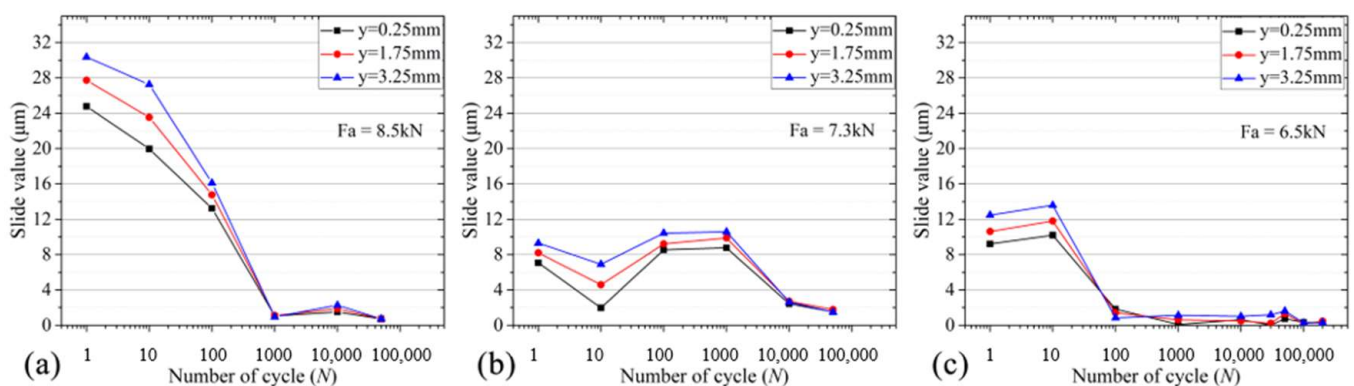 32
28
24
20
16
12
8
4
0
Slide value (μm)
y=0.25mm
y=1.75mm
y=3.25mm
Fa = 8.5kN
1 10 100 1000 10,000 100,000
(a) Number of cycle (N)
32
28
24
20
16
12
8
4
0
Slide value (μm)
y=0.25mm
y=1.75mm
y=3.25mm
Fa = 7.3kN
1 10 100 1000 10,000 100,000
(b) Number of cycle (N)
32
28
24
20
16
12
8
4
0
Slide value (μm)
y=0.25mm
y=1.75mm
y=3.25mm
Fa = 6.5kN
1 10 100 1000 10,000 100,000
(c) Number of cycle (N)